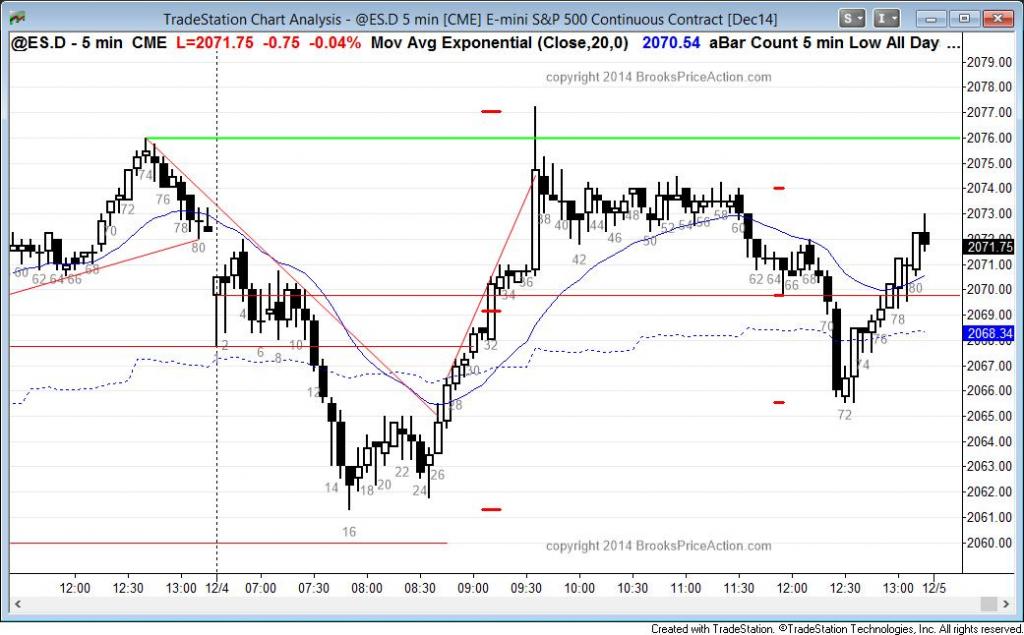 TradeStation Chart Analysis - @ES.D 5 min [CME] E-mini S&P 500 Continuous Contract [Dec14]
S I
@ES.D - 5 min CME L=2071.75 -0.75 -0.04% Mov Avg Exponential (Close,20,0) 2070.54 aBar Count 5 min Low All Day ...
copyright 2014 BrooksPriceAction.com
2079.00
2078.00
2077.00
2076.00
2075.00
2074.00
2073.00
2071.75
2071.00
2070.00
2069.00
2068.34
2067.00
2066.00
2065.00
2064.00
2063.00
2062.00
2061.00
2060.00
60 62 64 66 68 70 72 74 76 78 80
2 4 6 8 10 12 14 16 18 20 22 24 26 28 30 32 34 36 38 40 42 44 46 48 50 52 54 56 58 60 62 64 66 68 70 72 74 76 78 80
copyright 2014 BrooksPriceAction.com
12:00 12:30 13:00 12/4 07:00 07:30 08:00 08:30 09:00 09:30 10:00 10:30 11:00 11:30 12:00 12:30 13:00 12/5
Created with TradeStation. ©TradeStation Technologies, Inc. All rights reserved.